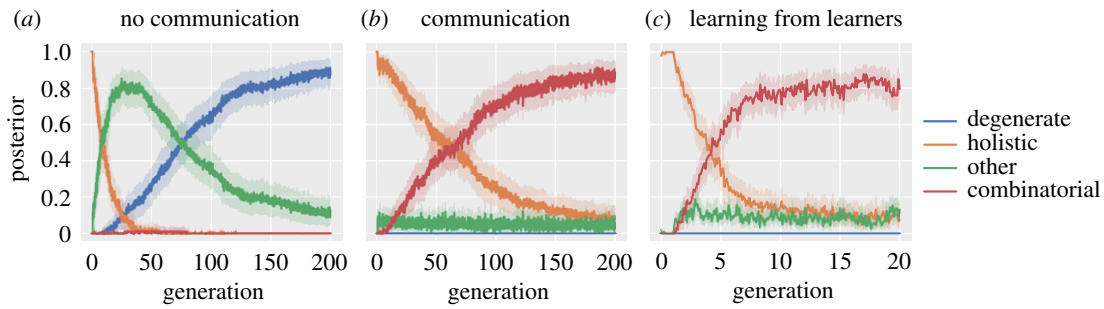 (a) no communication
(b) communication
(c) learning from learners
posterior
1.0
0.8
0.6
0.4
0.2
0
0 50 100 150 200
generation
0 50 100 150 200
generation
0 5 10 15 20
generation
degenerate
holistic
other
combinatorial